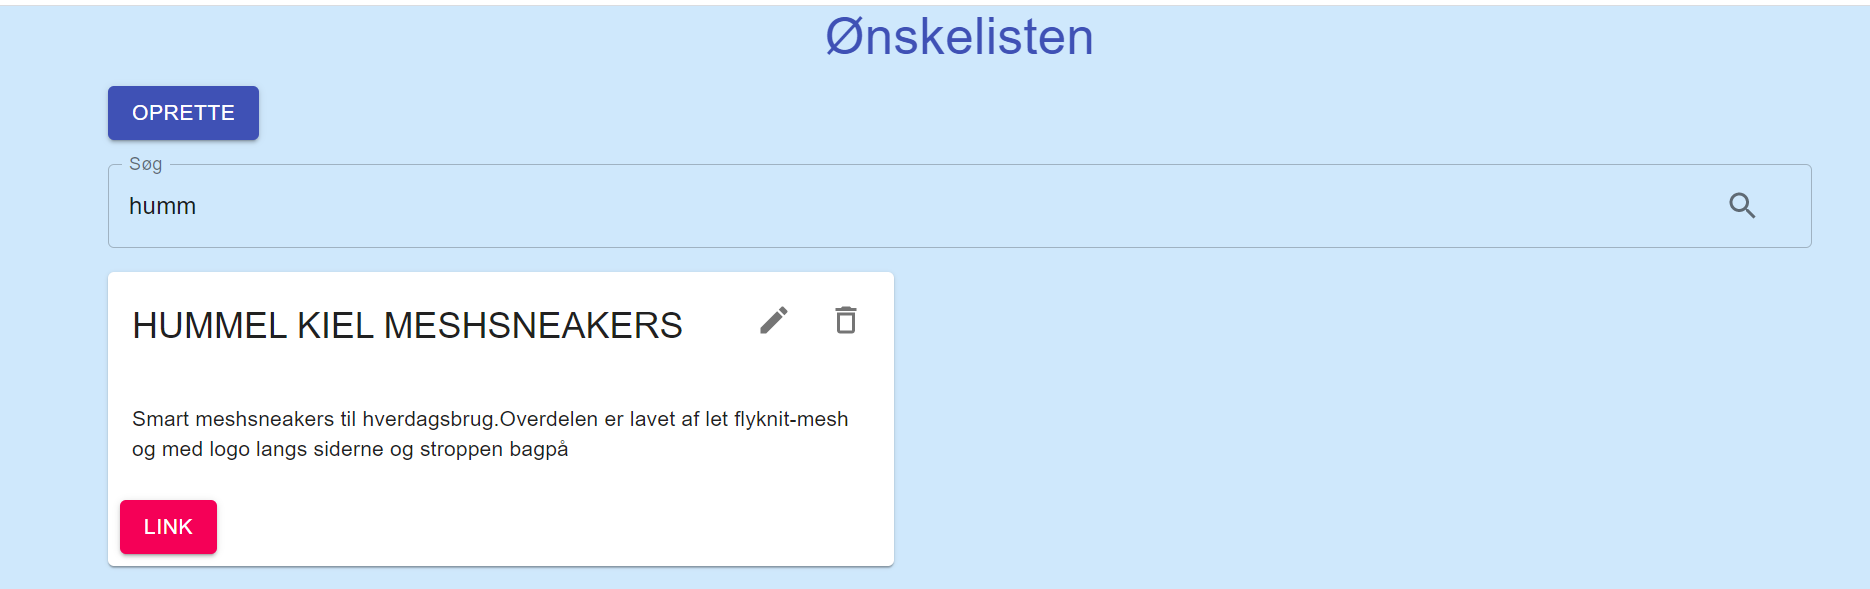 Ønskelisten
OPRETTE
Søg
humm
HUMMEL KIEL MESHSNEAKERS
Smart meshsneakers til hverdagsbrug.Overdelen er lavet af let flyknit-mesh
og med logo langs siderne og stroppen bagpå
LINK